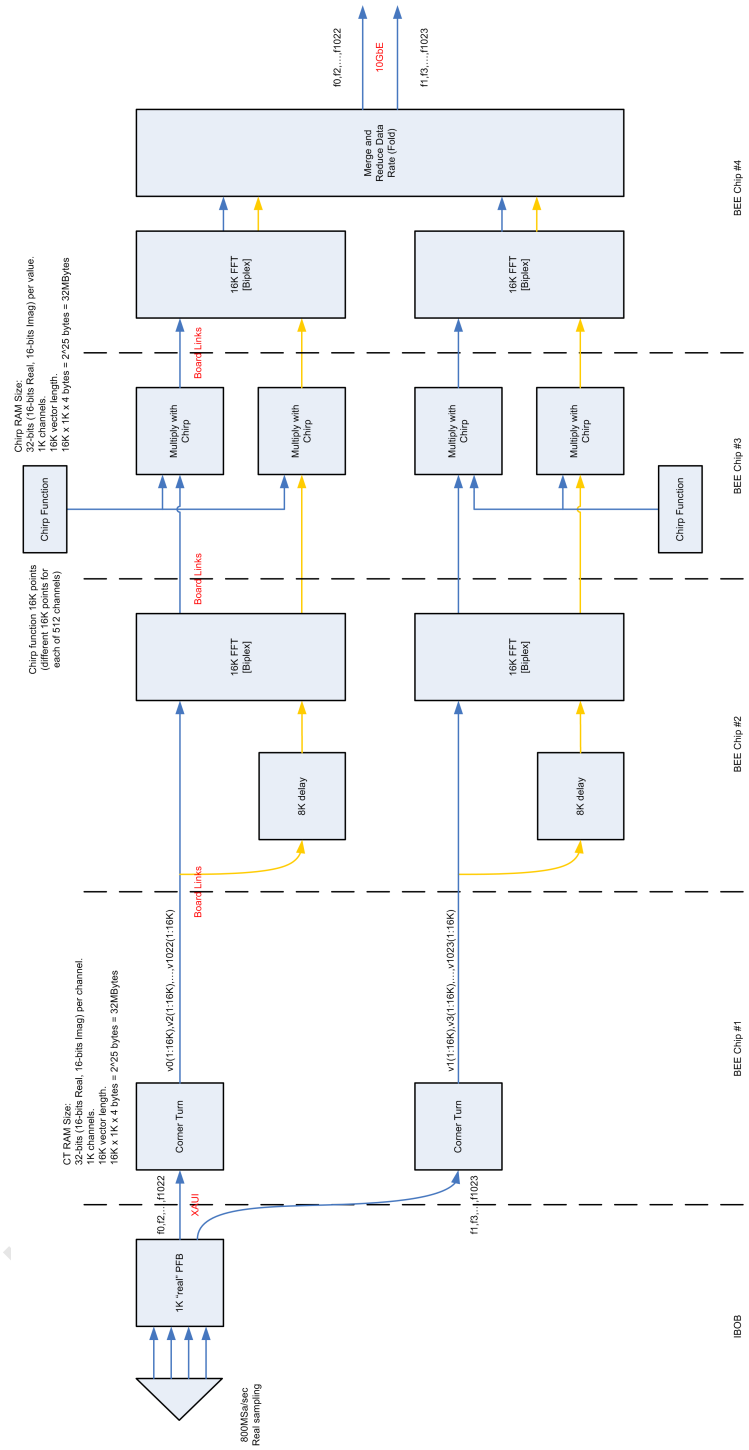 800MSa/sec
Real sampling
1K "real" PFB
IBOB
f0,f2,...,f1022
XAUI
f1,f3,...,f1023
CT RAM Size:
32-bits (16-bits Real, 16-bits Imag) per channel.
1K channels.
16K vector length.
16K x 1K x 4 bytes = 2^25 bytes = 32MBytes
Corner Turn
Corner Turn
v0(1:16K),v2(1:16K),...,v1022(1:16K)
v1(1:16K),v3(1:16K),...,v1023(1:16K)
BEE Chip #1
Board Links
8K delay
8K delay
16K FFT
[Biplex]
16K FFT
[Biplex]
BEE Chip #2
Board Links
Chirp function 16K points
(different 16K points for
each of 512 channels)
Chirp Function
Chirp RAM Size:
32-bits (16-bits Real, 16-bits Imag) per value.
1K channels.
16K vector length.
16K x 1K x 4 bytes = 2^25 bytes = 32MBytes
Multiply with
Chirp
Multiply with
Chirp
Multiply with
Chirp
Multiply with
Chirp
Chirp Function
BEE Chip #3
Board Links
16K FFT
[Biplex]
16K FFT
[Biplex]
Merge and
Reduce Data
Rate (Fold)
BEE Chip #4
f0,f2,...,f1022
10GbE
f1,f3,...,f1023